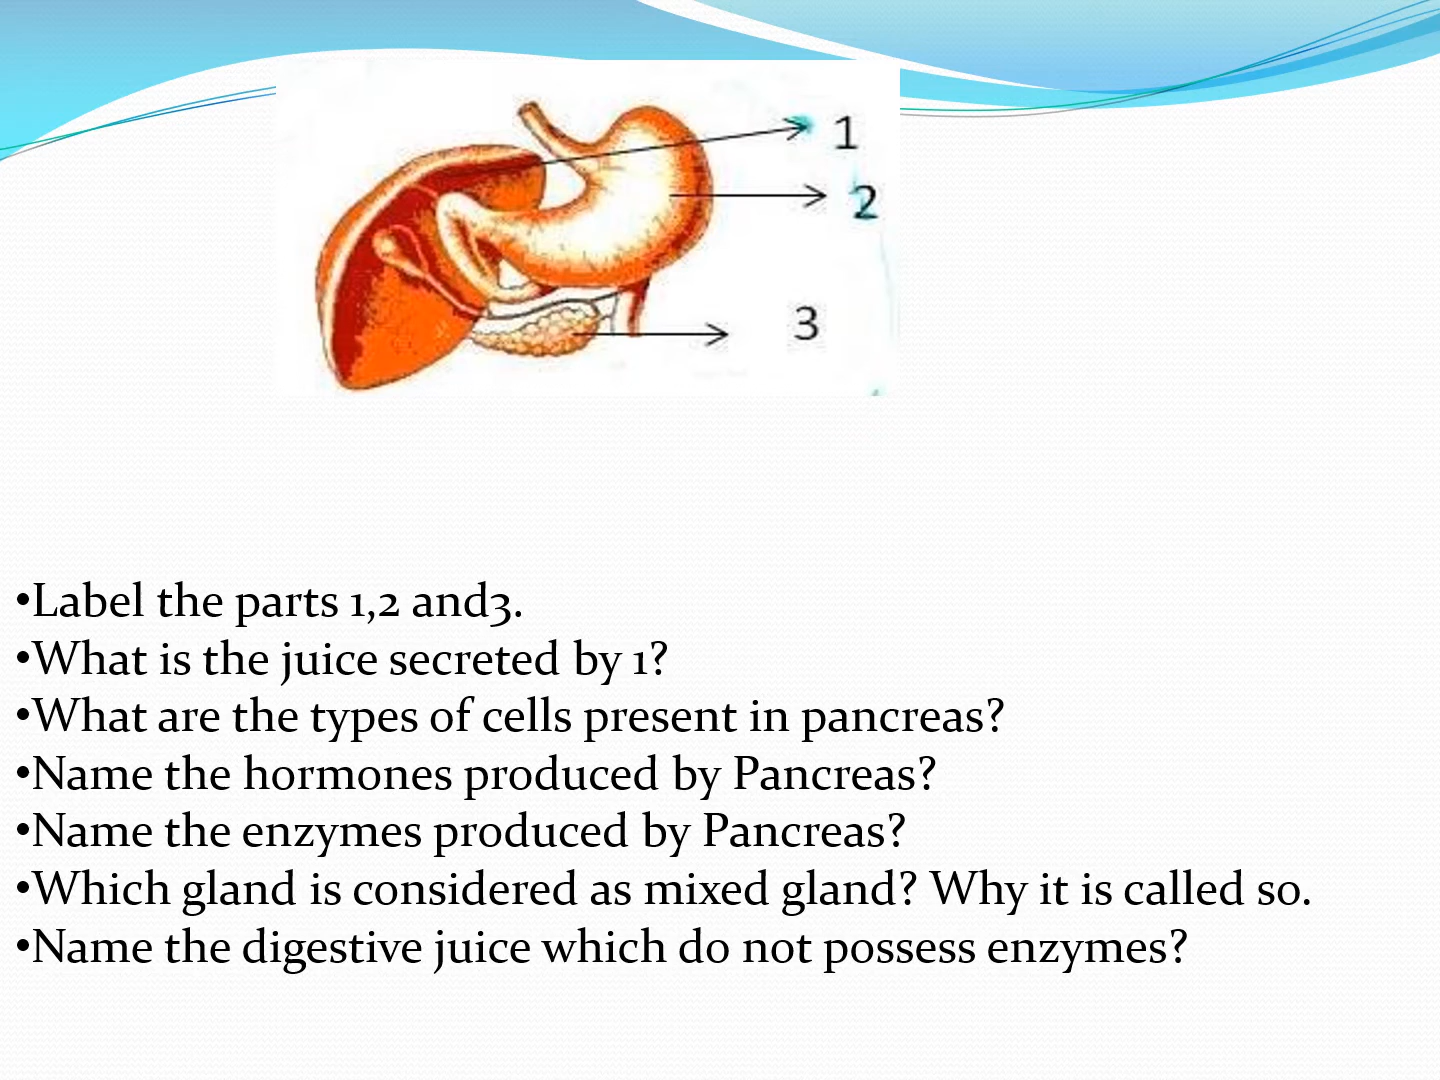 1
2
3
•Label the parts 1,2 and3.
•What is the juice secreted by 1?
•What are the types of cells present in pancreas?
•Name the hormones produced by Pancreas?
•Name the enzymes produced by Pancreas?
•Which gland is considered as mixed gland? Why it is called so.
•Name the digestive juice which do not possess enzymes?